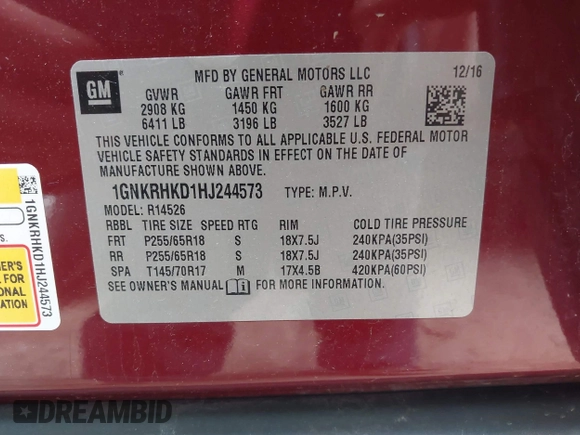 GM
MFD BY GENERAL MOTORS LLC
12/16
GVWR GAWR FRT GAWR RR
2908 KG 1450 KG 1600 KG
6411 LB 3196 LB 3527 LB
THIS VEHICLE CONFORMS TO ALL APPLICABLE U.S. FEDERAL MOTOR
VEHICLE SAFETY STANDARDS IN EFFECT ON THE DATE OF
MANUFACTURE SHOWN ABOVE.
1GNKRHKD1HJ244573 TYPE: M.P.V.
MODEL: R14526
RBBL TIRE SIZE SPEED RTG RIM COLD TIRE PRESSURE
FRT P255/65R18 S 18X7.5J 240KPA(35PSI)
RR P255/65R18 S 18X7.5J 240KPA(35PSI)
SPA T145/70R17 M 17X4.5B 420KPA(60PSI)
SEE OWNER'S MANUAL FOR MORE INFORMATION.
1GNKRHKD1HJ244573
ER'S
FOR
ONAL
ATION
DREAMBID